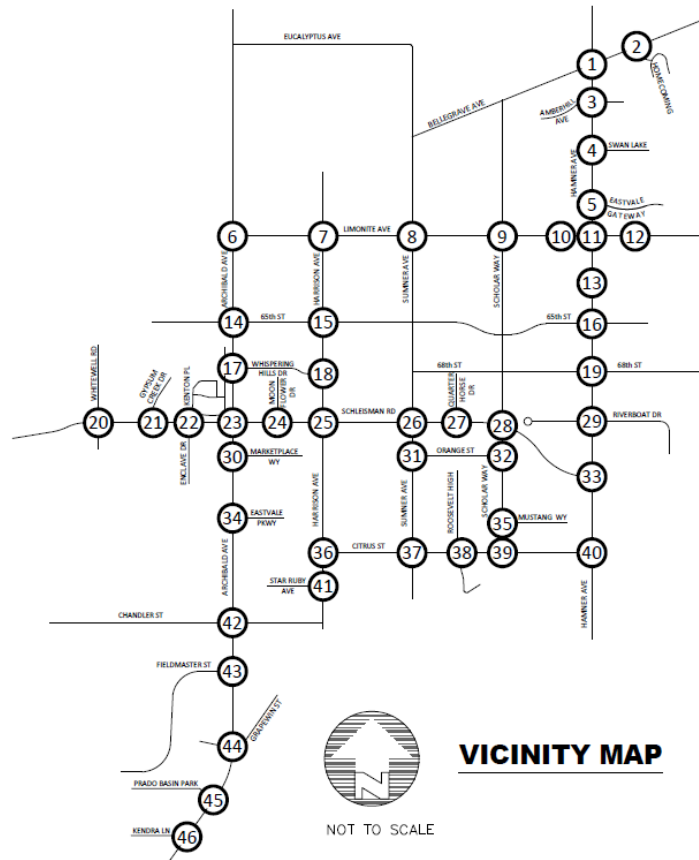 EUCALYPTUS AVE
2
1
HOMECOMING
BELLEGRAVE AVE
3
AMBERHILL
AVE
4
SWAN LAKE
HAMNER AVE
5
EASTVALE
GATEWAY
6
7
LIMONITE AVE
8
9
10
11
12
ARCHIBALD AVE
HARRISON AVE
SUMNER AVE
SCHOLAR WAY
13
14
65th ST
15
65th ST
16
WHITEWELL RD
GYPSUM
CREEK DR
KENTON PL
17
WHISPERING
HILLS DR
MOON
FLOWER
DR
18
68th ST
QUARTER
HORSE
DR
19
68th ST
20
21
22
23
24
25
SCHLEISMAN RD
26
27
28
29
RIVERBOAT DR
ENCLAVE DR
30
MARKETPLACE
WY
31
ORANGE ST
32
33
HARRISON AVE
SUMNER AVE
ROOSEVELT HIGH
SCHOLAR WAY
34
EASTVALE
PKWY
35
MUSTANG WY
ARCHIBALD AVE
36
CITRUS ST
37
38
39
40
STAR RUBY
AVE
41
HAMNER AVE
CHANDLER ST
42
FIELDMASTER ST
43
GRAPEWIN ST
44
PRADO BASIN PARK
45
KENDRA LN
46
N
VICINITY MAP
NOT TO SCALE